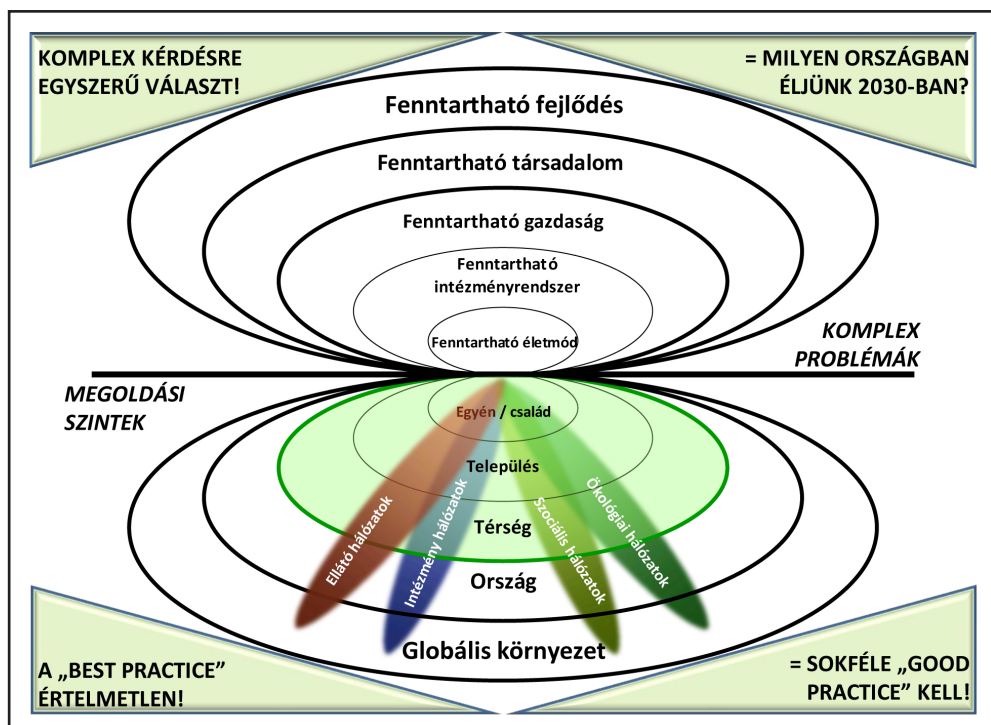 KOMPLEX KÉRDÉSRE
EGYSZERŰ VÁLASZT!
= MILYEN ORSZÁGBAN
ÉLJÜNK 2030-BAN?
Fenntartható fejlődés
Fenntartható társadalom
Fenntartható gazdaság
Fenntartható
intézményrendszer
Fenntartható életmód
KOMPLEX
PROBLÉMÁK
MEGOLDÁSI
SZINTEK
Egyén / család
Település
Térség
Ország
Globális környezet
Ellátó hálózatok
Intézmény hálózatok
Szociális hálózatok
Ökológiai hálózatok
A „BEST PRACTICE”
ÉRTELMETLEN!
= SOKFÉLE „GOOD
PRACTICE” KELL!